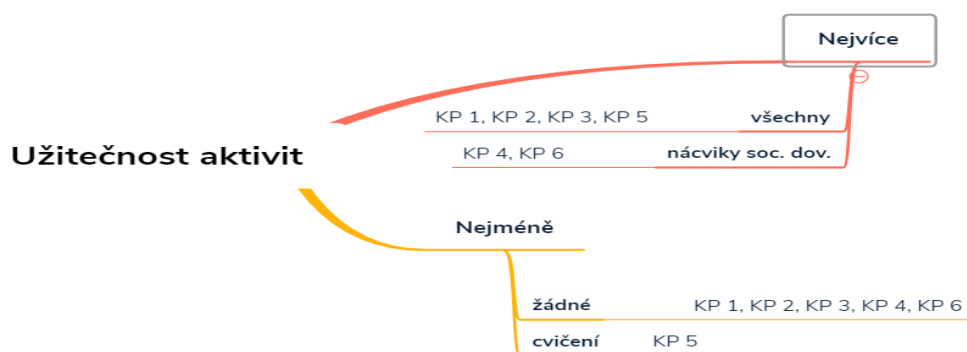 Nejvíce
KP 1, KP 2, KP 3, KP 5 všechny
KP 4, KP 6 nácviky soc. dov.
Užitečnost aktivit
Nejméně
žádné KP 1, KP 2, KP 3, KP 4, KP 6
cvičení KP 5